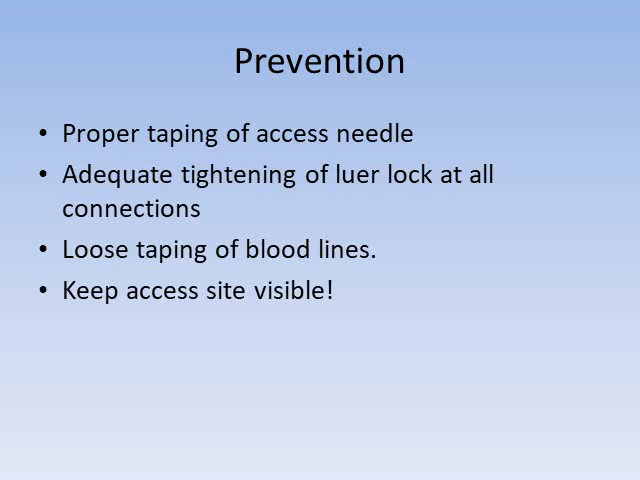 Prevention
• Proper taping of access needle
• Adequate tightening of luer lock at all
connections
• Loose taping of blood lines.
• Keep access site visible!